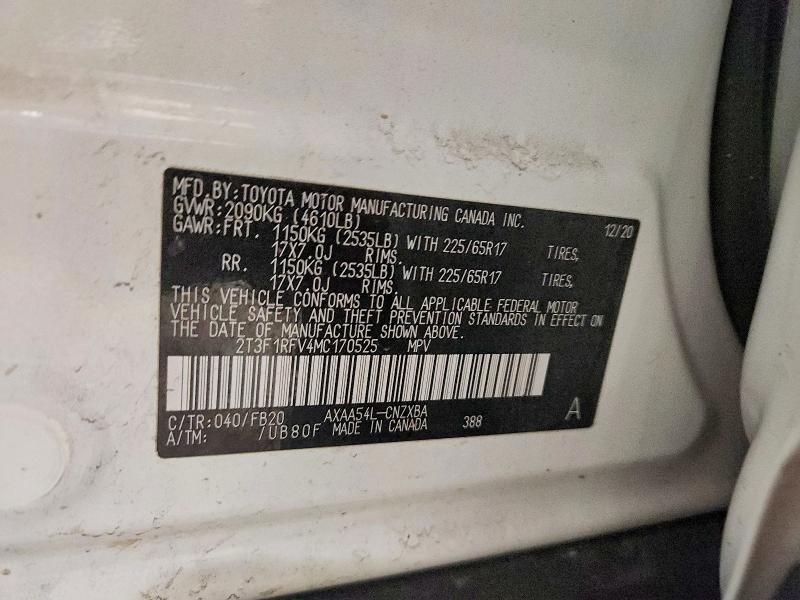 MFD.BY:TOYOTA MOTOR MANUFACTURING CANADA INC.
GVWR:2090KG (4610LB) 12/20
GAWR:FRT. 1150KG (2535LB) WITH 225/65R17 TIRES,
17X7.0J RIMS.
RR. 1150KG (2535LB) WITH 225/65R17 TIRES,
17X7.0J RIMS.
THIS VEHICLE CONFORMS TO ALL APPLICABLE FEDERAL MOTOR
VEHICLE SAFETY AND THEFT PREVENTION STANDARDS IN EFFECT ON
THE DATE OF MANUFACTURE SHOWN ABOVE.
2T3F1RFV4MC170525 MPV
C/TR:040/FB20 AXAA54L-CNZXBA 388 A
A/TM: /UB80F MADE IN CANADA